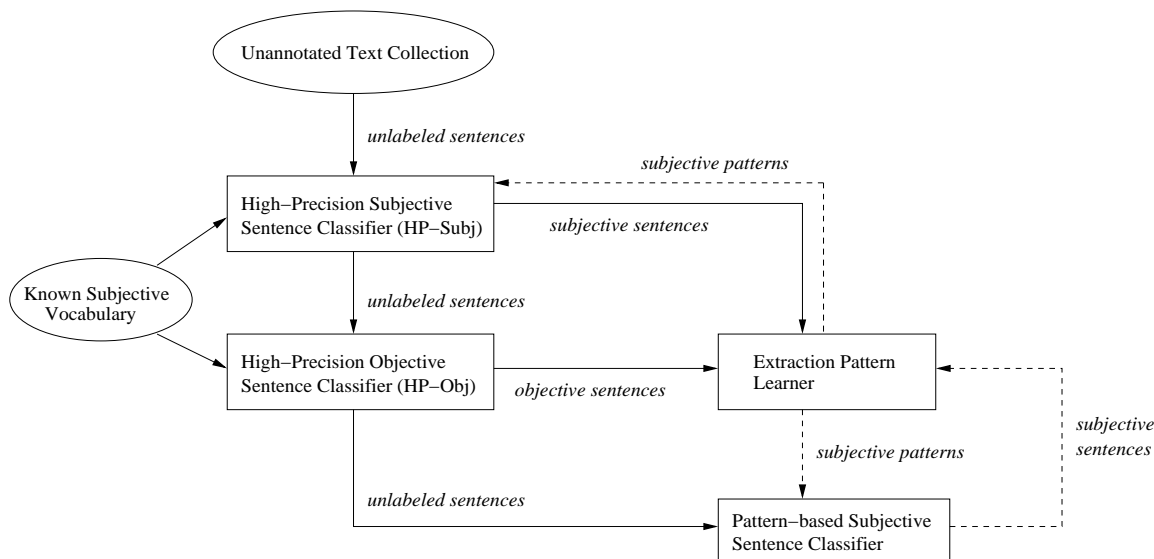 Unannotated Text Collection
unlabeled sentences
subjective patterns
High−Precision Subjective
Sentence Classifier (HP−Subj)
subjective sentences
Known Subjective
Vocabulary
unlabeled sentences
High−Precision Objective
Sentence Classifier (HP−Obj)
objective sentences
Extraction Pattern
Learner
subjective
sentences
subjective patterns
unlabeled sentences
Pattern−based Subjective
Sentence Classifier